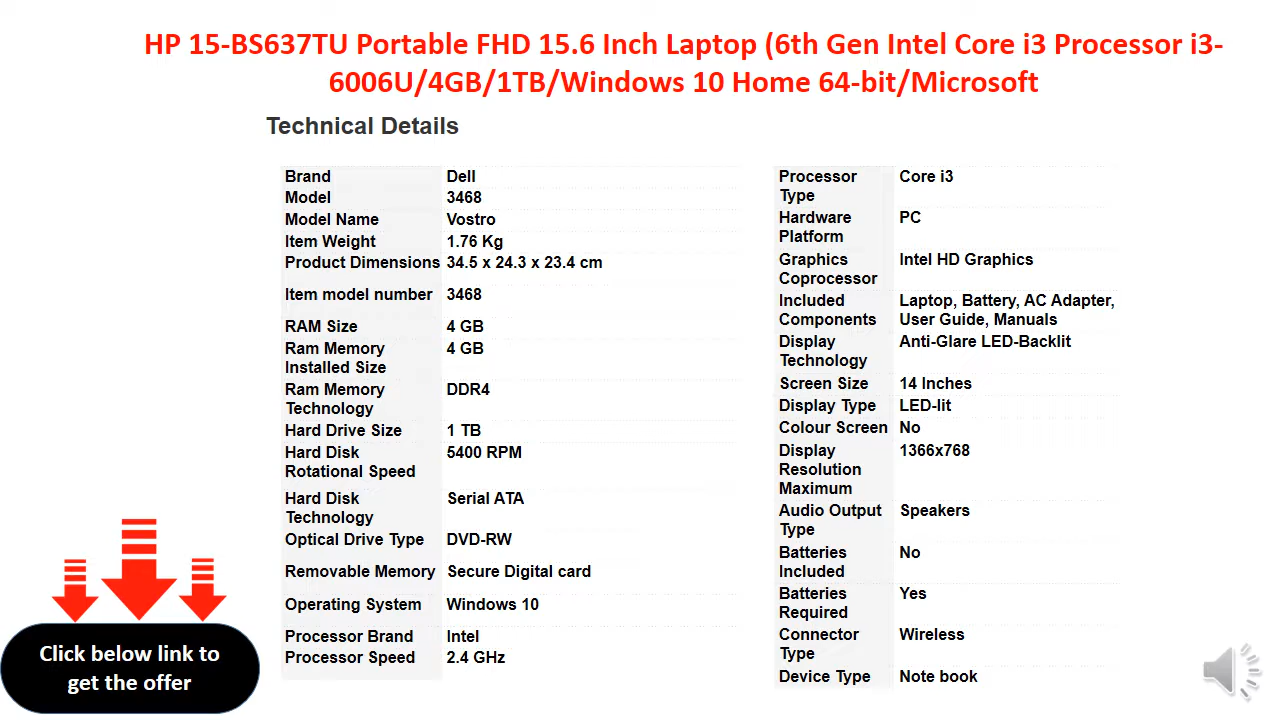 HP 15-BS637TU Portable FHD 15.6 Inch Laptop (6th Gen Intel Core i3 Processor i3-
6006U/4GB/1TB/Windows 10 Home 64-bit/Microsoft
Technical Details
Brand Dell
Model 3468
Model Name Vostro
Item Weight 1.76 Kg
Product Dimensions 34.5 x 24.3 x 23.4 cm
Item model number 3468
RAM Size 4 GB
Ram Memory 4 GB
Installed Size
Ram Memory DDR4
Technology
Hard Drive Size 1 TB
Hard Disk 5400 RPM
Rotational Speed
Hard Disk Serial ATA
Technology
Optical Drive Type DVD-RW
Removable Memory Secure Digital card
Operating System Windows 10
Processor Brand Intel
Processor Speed 2.4 GHz
Processor Core i3
Type
Hardware PC
Platform
Graphics Intel HD Graphics
Coprocessor
Included Laptop, Battery, AC Adapter,
Components User Guide, Manuals
Display Anti-Glare LED-Backlit
Technology
Screen Size 14 Inches
Display Type LED-lit
Colour Screen No
Display 1366x768
Resolution
Maximum
Audio Output Speakers
Type
Batteries No
Included
Batteries Yes
Required
Connector Wireless
Type
Device Type Note book
Click below link to
get the offer